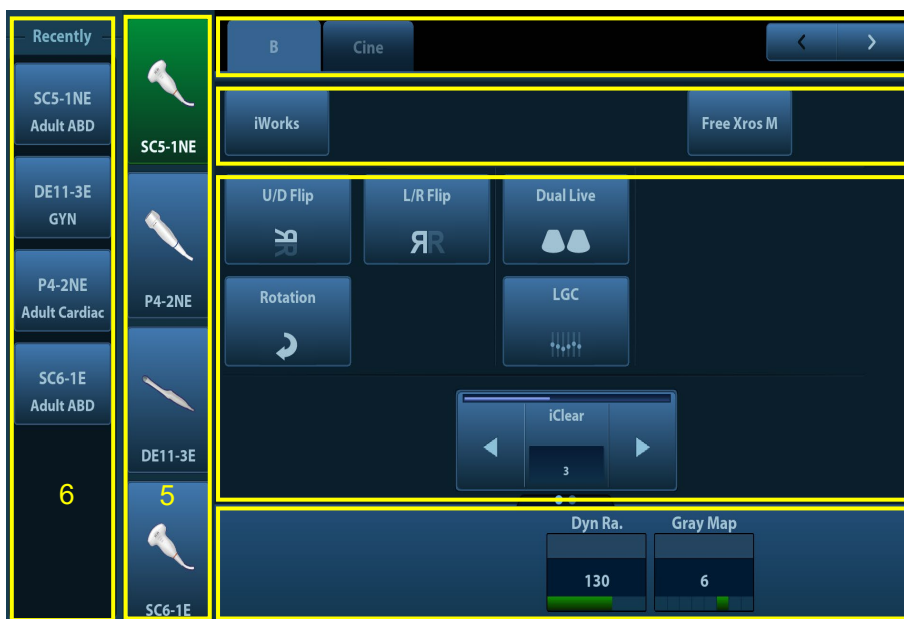 Recently
SC5-1NE
Adult ABD
DE11-3E
GYN
P4-2NE
Adult Cardiac
SC6-1E
Adult ABD
6
SC5-1NE
P4-2NE
DE11-3E
5
SC6-1E
B
Cine
iWorks
Free Xros M
U/D Flip
L/R Flip
Dual Live
R
R
ЯR
Rotation
LGC
iClear
3
Dyn Ra.
Gray Map
130
6